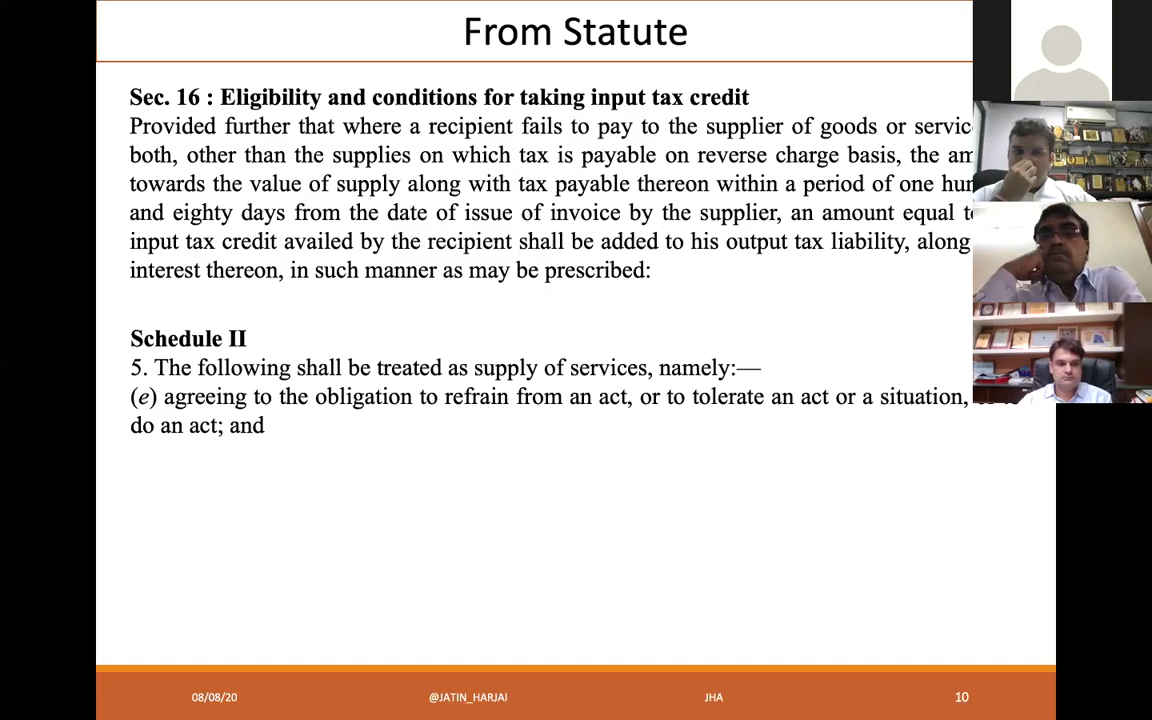 From Statute
Sec. 16 : Eligibility and conditions for taking input tax credit
Provided further that where a recipient fails to pay to the supplier of goods or
both, other than the supplies on which tax is payable on reverse charge basis, the
towards the value of supply along with tax payable thereon within a period of one
and eighty days from the date of issue of invoice by the supplier, an amount equal
input tax credit availed by the recipient shall be added to his output tax liability, along
interest thereon, in such manner as may be prescribed:
Schedule II
5. The following shall be treated as supply of services, namely:—
(e) agreeing to the obligation to refrain from an act, or to tolerate an act or a situation,
do an act; and
08/08/20
@JATIN_HARJAI
JHA
10